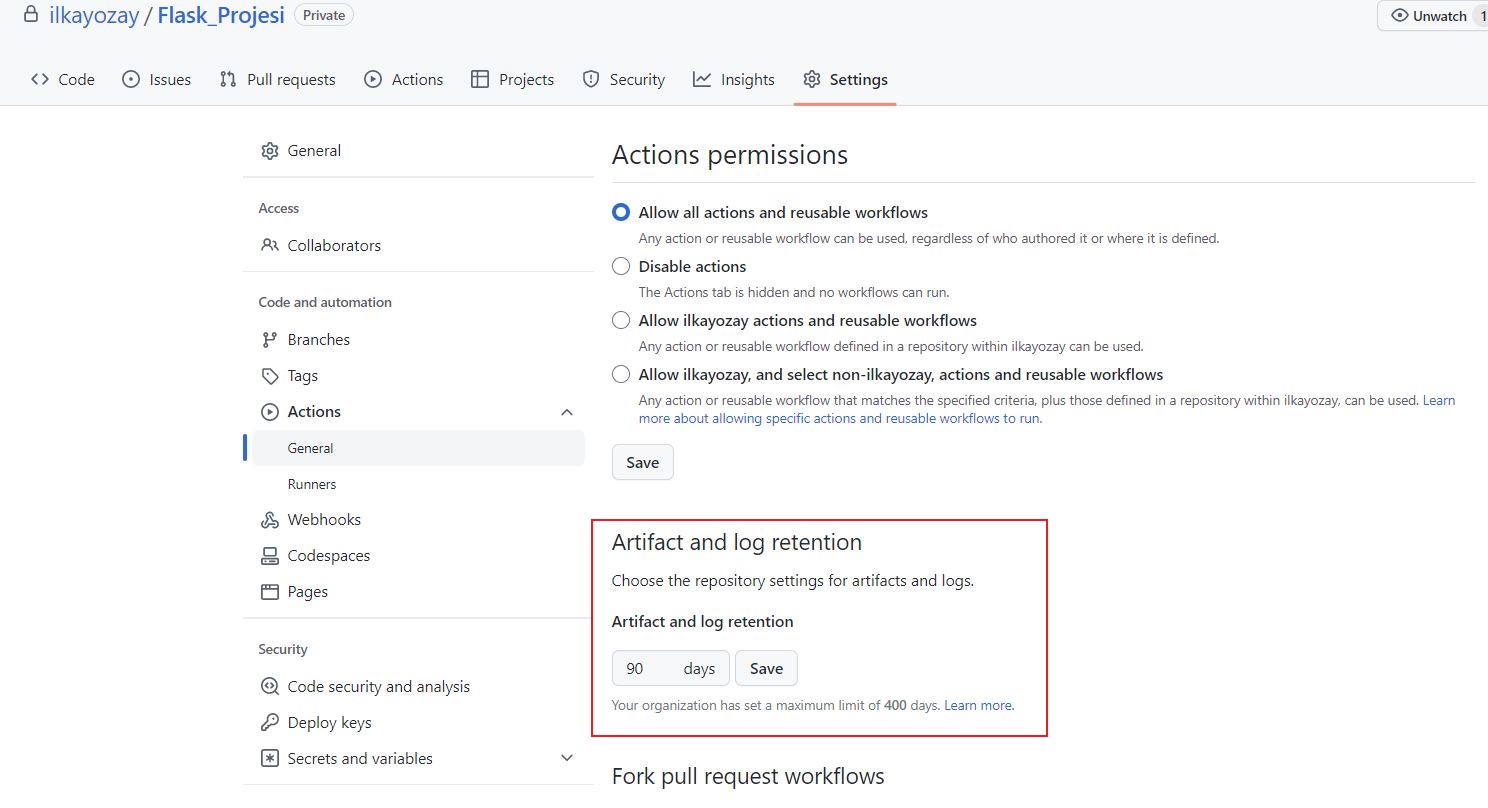 ilkayozay / Flask_Projesi Private
Unwatch 1
Code Issues Pull requests Actions Projects Security Insights Settings
General
Access
Collaborators
Code and automation
Branches
Tags
Actions
General
Runners
Webhooks
Codespaces
Pages
Security
Code security and analysis
Deploy keys
Secrets and variables
Actions permissions
Allow all actions and reusable workflows
Any action or reusable workflow can be used, regardless of who authored it or where it is defined.
Disable actions
The Actions tab is hidden and no workflows can run.
Allow ilkayozay actions and reusable workflows
Any action or reusable workflow defined in a repository within ilkayozay can be used.
Allow ilkayozay, and select non-ilkayozay, actions and reusable workflows
Any action or reusable workflow that matches the specified criteria, plus those defined in a repository within ilkayozay, can be used. Learn
more about allowing specific actions and reusable workflows to run.
Save
Artifact and log retention
Choose the repository settings for artifacts and logs.
Artifact and log retention
90 days Save
Your organization has set a maximum limit of 400 days. Learn more.
Fork pull request workflows